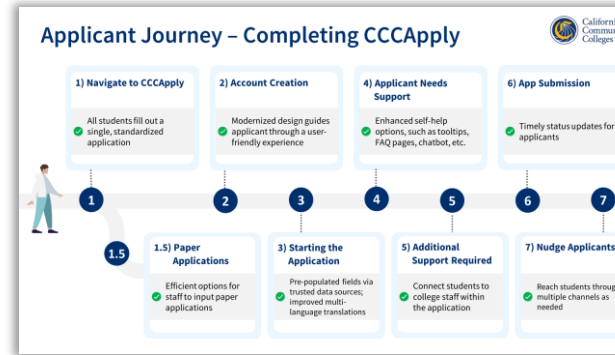 Applicant Journey – Completing CCCApply
Colleges
1) Navigate to CCCApply
All students fill out a
single, standardized
application
2) Account Creation
Modernized design guides
applicant through a user-
friendly experience
4) Applicant Needs
Support
Enhanced self-help
options, such as tooltips,
FAQ pages, chatbot, etc.
6) App Submission
Timely status updates for
applicants
1
2
3
4
5
6
7
1.5
1.5) Paper
Applications
Efficient options for
staff to input paper
applications
3) Starting the
Application
Pre-populated fields via
trusted data sources;
improved multi-
language translations
5) Additional
Support Required
Connect students to
college staff within
the application
7) Nudge Applicants
Reach students
multiple channels as
needed